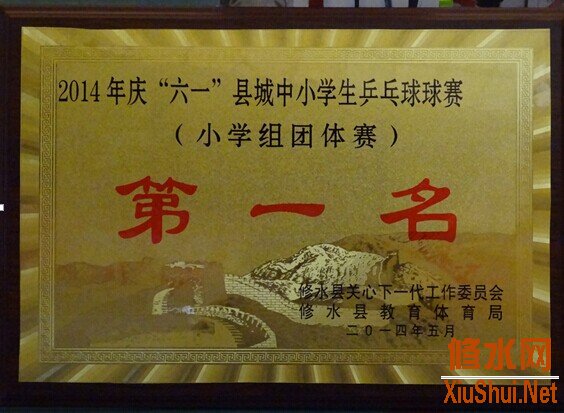 2014年庆“六一”县城中小学生乒乓球球赛
（小学组团体赛）
第一名
修水县关心下一代工作委员会
修水县教育体育局
二〇一四年五月
修水网
XiuShui.Net